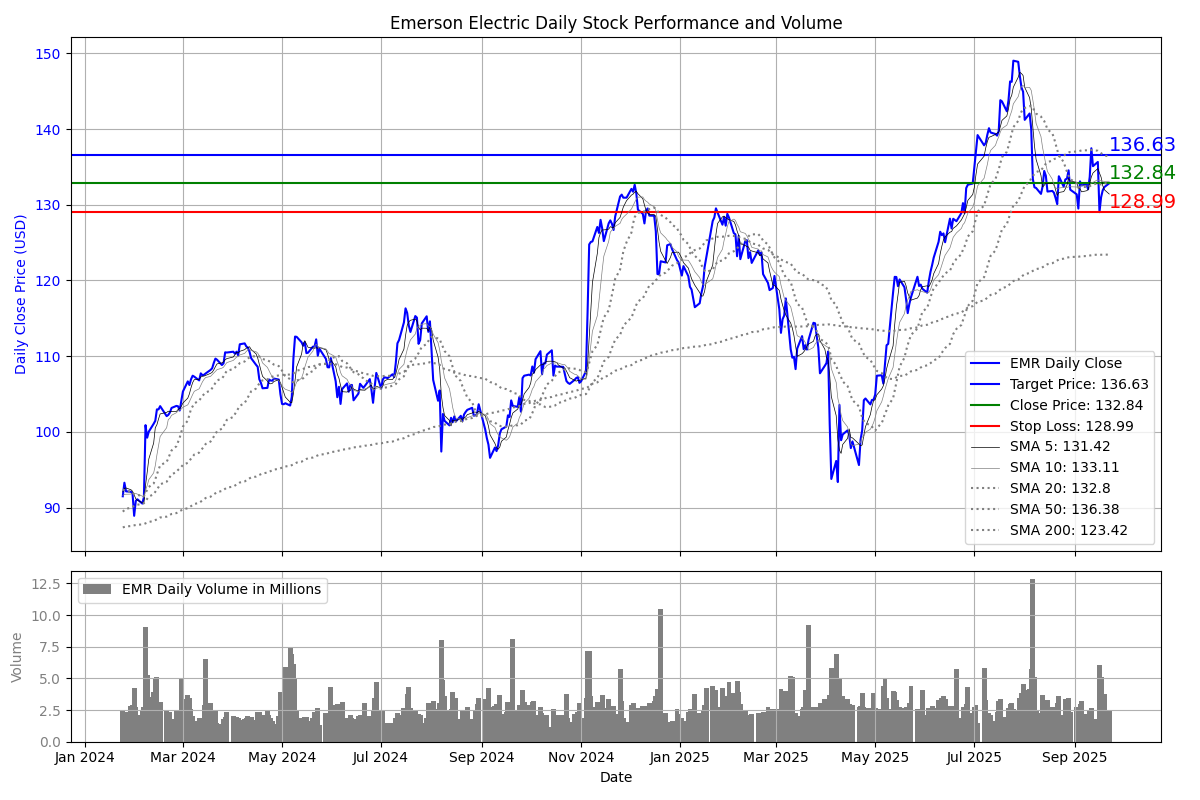 Emerson Electric Daily Stock Performance and Volume
150
140
130
120
110
100
90
Daily Close Price (USD)
136.63
132.84
128.99
EMR Daily Close
Target Price: 136.63
Close Price: 132.84
Stop Loss: 128.99
SMA 5: 131.42
SMA 10: 133.11
SMA 20: 132.8
SMA 50: 136.38
SMA 200: 123.42
12.5
10.0
7.5
5.0
2.5
0.0
Volume
EMR Daily Volume in Millions
Jan 2024
Mar 2024
May 2024
Jul 2024
Sep 2024
Nov 2024
Jan 2025
Mar 2025
May 2025
Jul 2025
Sep 2025
Date